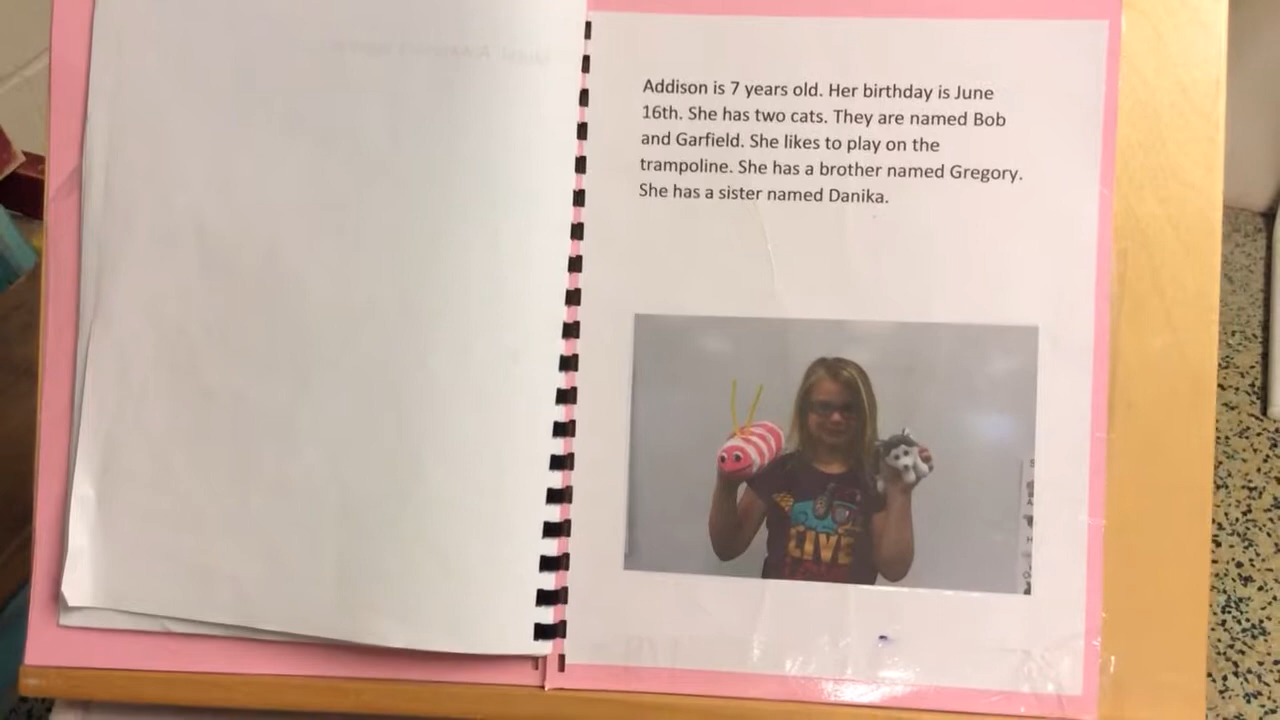 Addison is 7 years old. Her birthday is June
16th. She has two cats. They are named Bob
and Garfield. She likes to play on the
trampoline. She has a brother named Gregory.
She has a sister named Danika.
LIVE